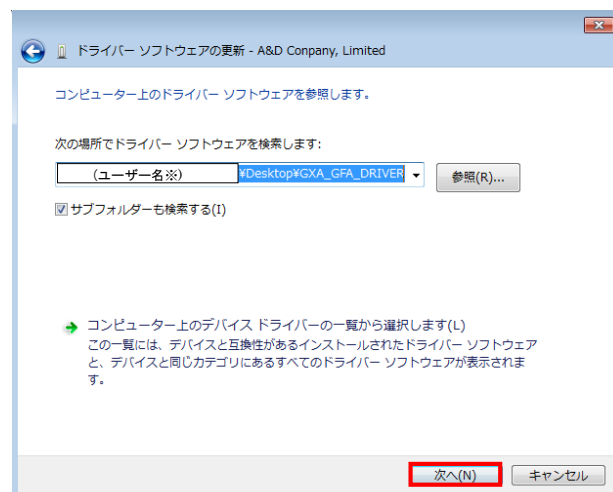 ドライバー ソフトウェアの更新 - A&D Conpany, Limited
コンピューター上のドライバー ソフトウェアを参照します。
次の場所でドライバー ソフトウェアを検索します:
(ユーザー名※) ¥Desktop¥GXA_GFA_DRIVER 参照(R)...
サブフォルダーも検索する(I)
コンピューター上のデバイス ドライバーの一覧から選択します(L)
この一覧には、デバイスと互換性があるインストールされたドライバー ソフトウェア
と、デバイスと同じカテゴリにあるすべてのドライバー ソフトウェアが表示されま
す。
次へ(N) キャンセル